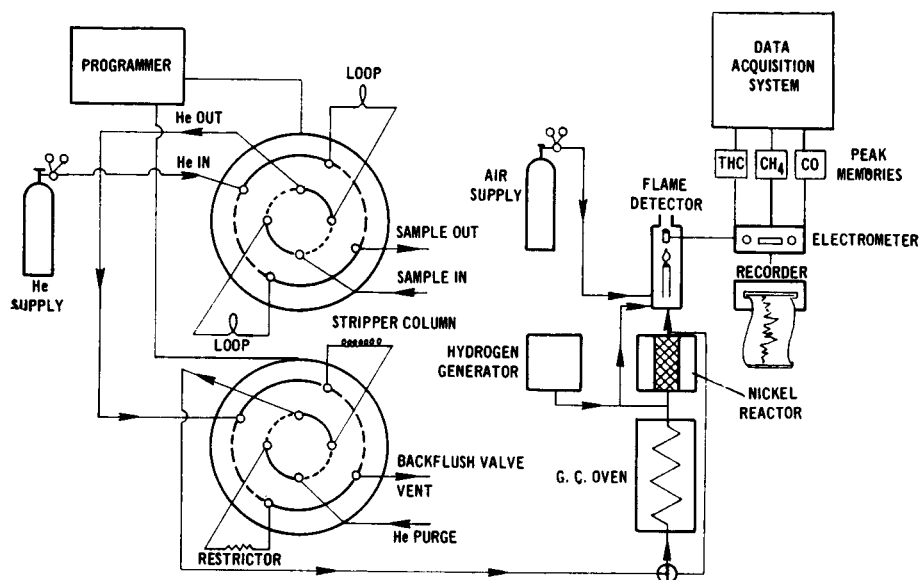 PROGRAMMER
LOOP
He OUT
He IN
He
SUPPLY
SAMPLE OUT
SAMPLE IN
LOOP
STRIPPER COLUMN
BACKFLUSH VALVE
VENT
He PURGE
RESTRICTOR
AIR
SUPPLY
FLAME
DETECTOR
HYDROGEN
GENERATOR
NICKEL
REACTOR
G. C. OVEN
DATA
ACQUISITION
SYSTEM
THC
CH4
CO
PEAK
MEMORIES
ELECTROMETER
RECORDER